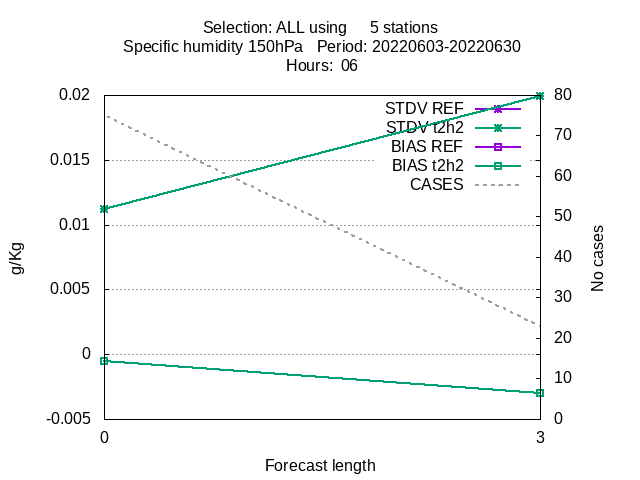 Selection: ALL using     5 stations
Specific humidity 150hPa   Period: 20220603-20220630
Hours:  06
0.02
0.015
0.01
0.005
0
-0.005
g/Kg
STDV REF
STDV t2h2
BIAS REF
BIAS t2h2
CASES
80
70
60
50
40
30
20
10
0
No cases
0
3
Forecast length